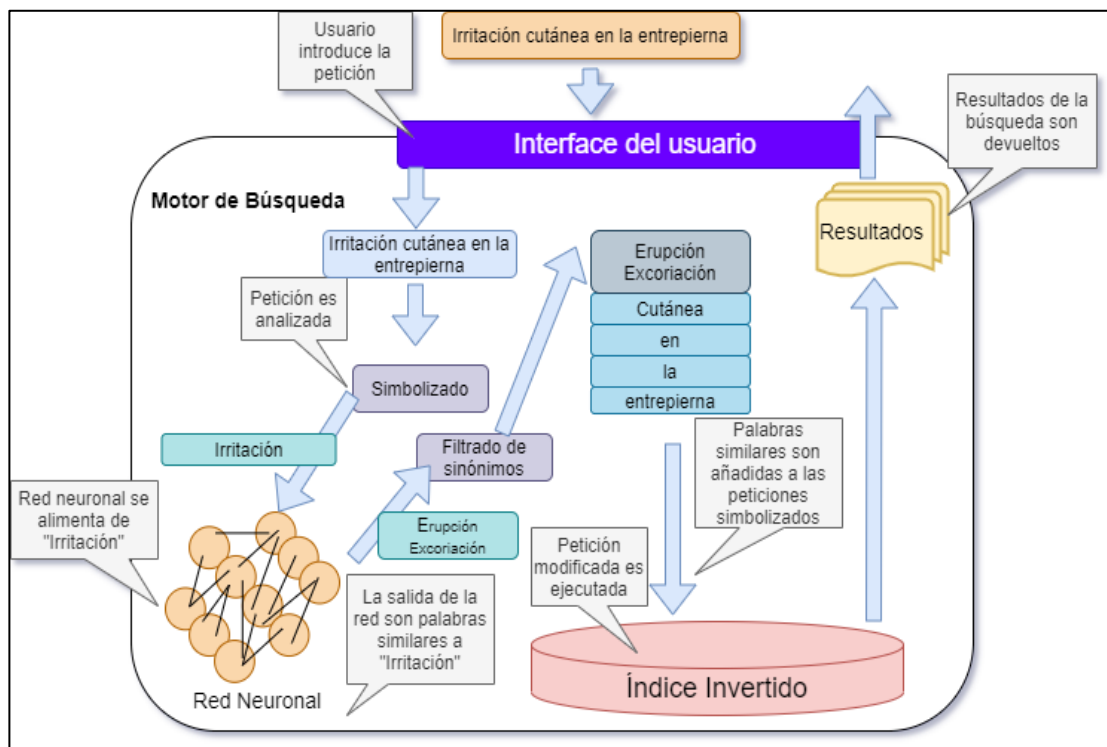 Usuario
introduce la
petición
Irritación cutánea en la entrepierna
Resultados de la
búsqueda son
devueltos
Interface del usuario
Motor de Búsqueda
Resultados
Irritación cutánea en la
entrepierna
Erupción
Excoriación
Cutánea
en
la
entrepierna
Petición es
analizada
Simbolizado
Irritación
Filtrado de
sinónimos
Palabras
similares son
añadidas a las
peticiones
simbolizados
Red neuronal se
alimenta de
"Irritación"
Erupción
Excoriación
Petición
modificada es
ejecutada
La salida de la
red son palabras
similares a
"Irritación"
Red Neuronal
Índice Invertido